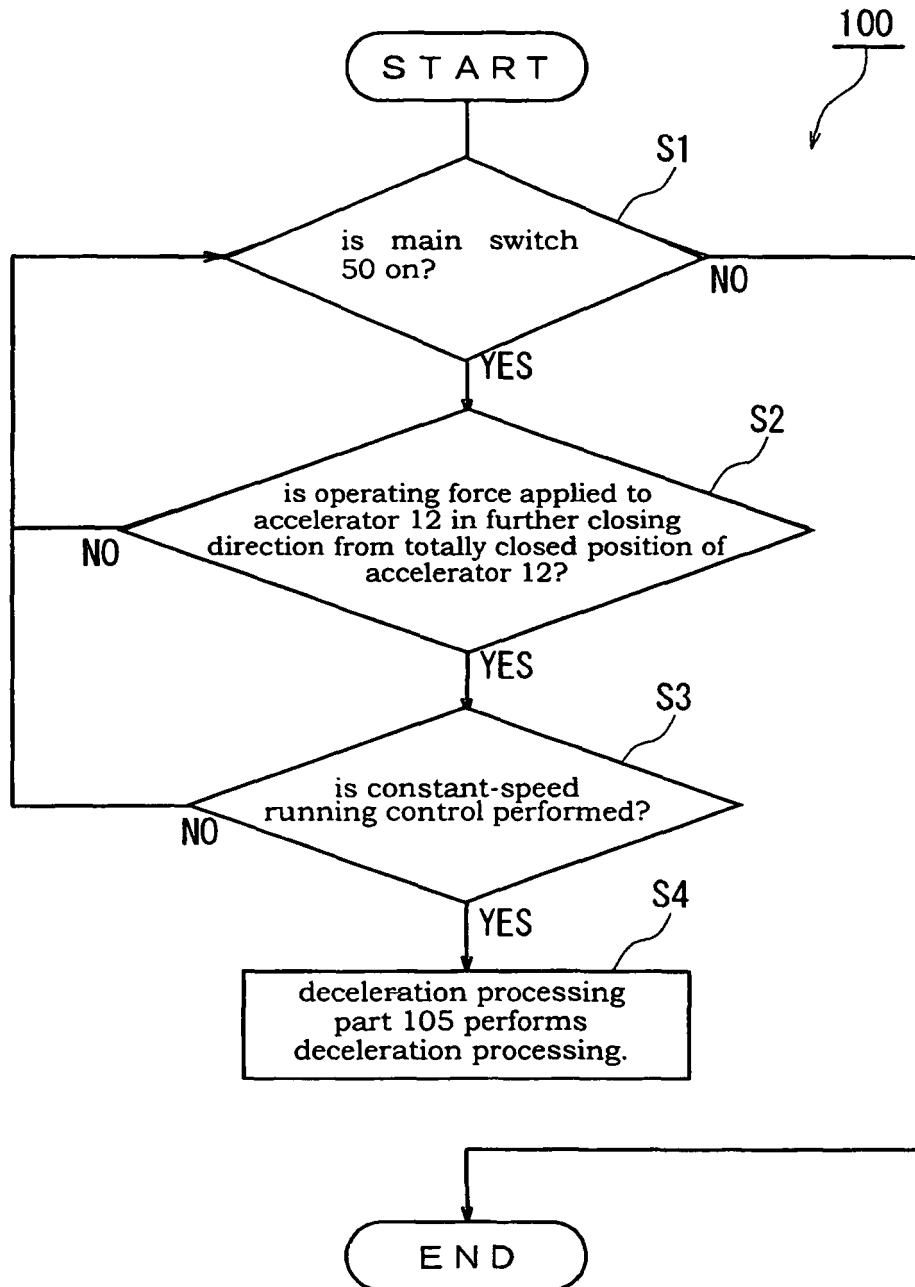 100
START
S1
is main switch
50 on?
NO
YES
S2
is operating force applied to
accelerator 12 in further closing
direction from totally closed position of
accelerator 12?
NO
YES
S3
is constant-speed
running control performed?
NO
YES
S4
deceleration processing
part 105 performs
deceleration processing.
END